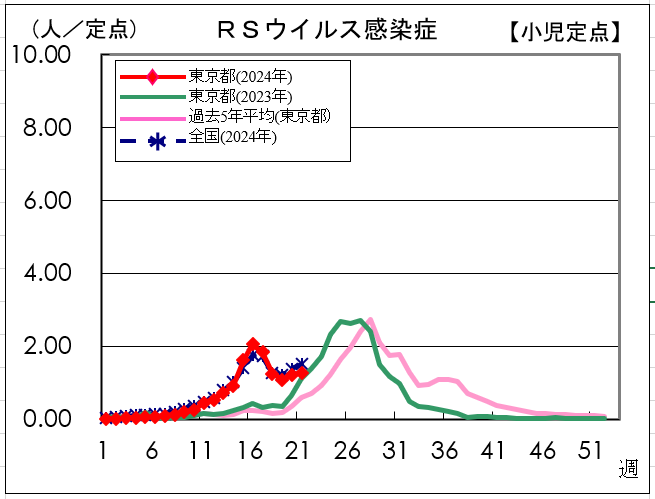 (人／定点) ＲＳウイルス感染症 【小児定点】
10.00
8.00
6.00
4.00
2.00
0.00
東京都(2024年)
東京都(2023年)
過去5年平均(東京都)
全国(2024年)
1 6 11 16 21 26 31 36 41 46 51
週